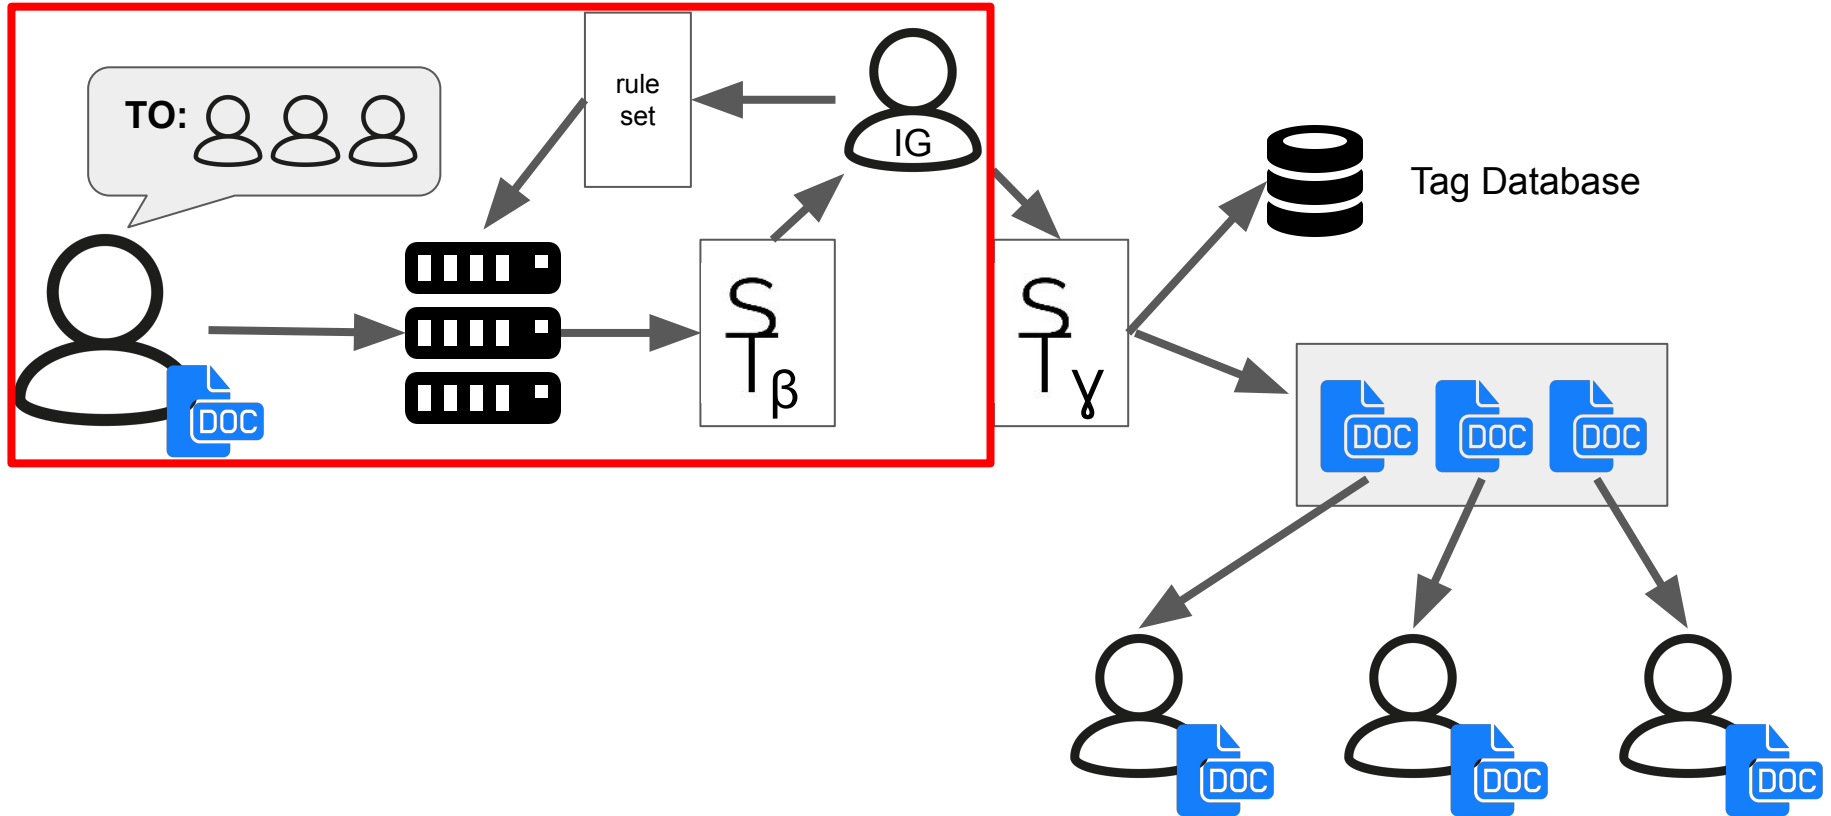 TO:
rule
set
IG
Tag Database
S
T β
S
T ɣ
DOC
DOC DOC DOC
DOC DOC DOC